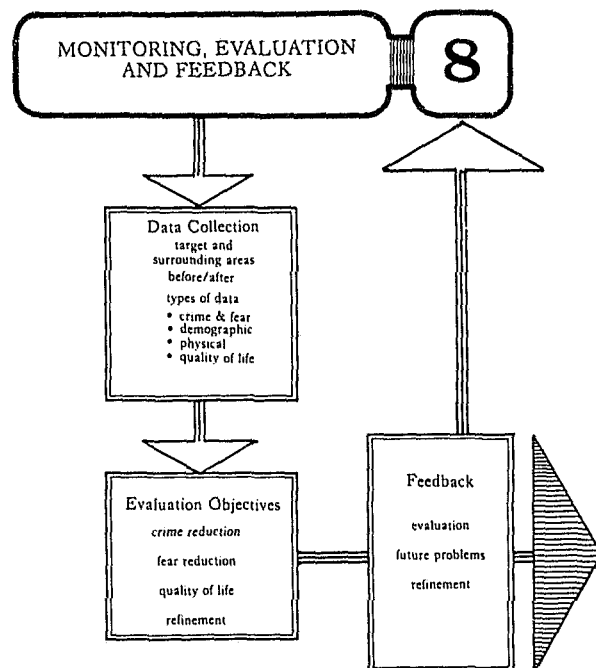 MONITORING, EVALUATION
AND FEEDBACK
8
Data Collection
target and
surrounding areas
before/after
types of data
• crime & fear
• demographic
• physical
• quality of life
Evaluation Objectives
crime reduction
fear reduction
quality of life
refinement
Feedback
evaluation
future problems
refinement